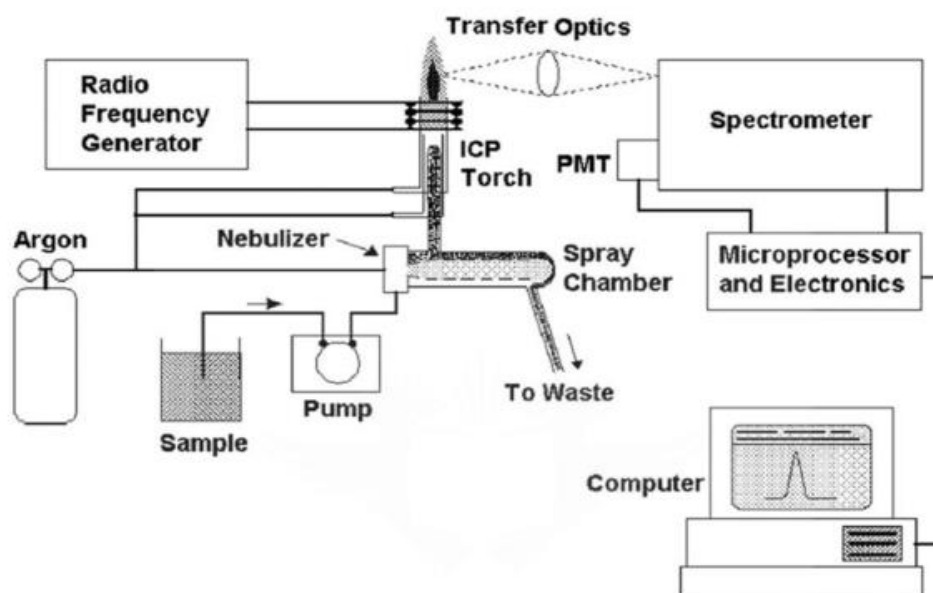 Transfer Optics
Radio
Frequency
Generator
Spectrometer
ICP
Torch
PMT
Argon
Nebulizer
Spray
Chamber
Microprocessor
and Electronics
Pump
To Waste
Sample
Computer